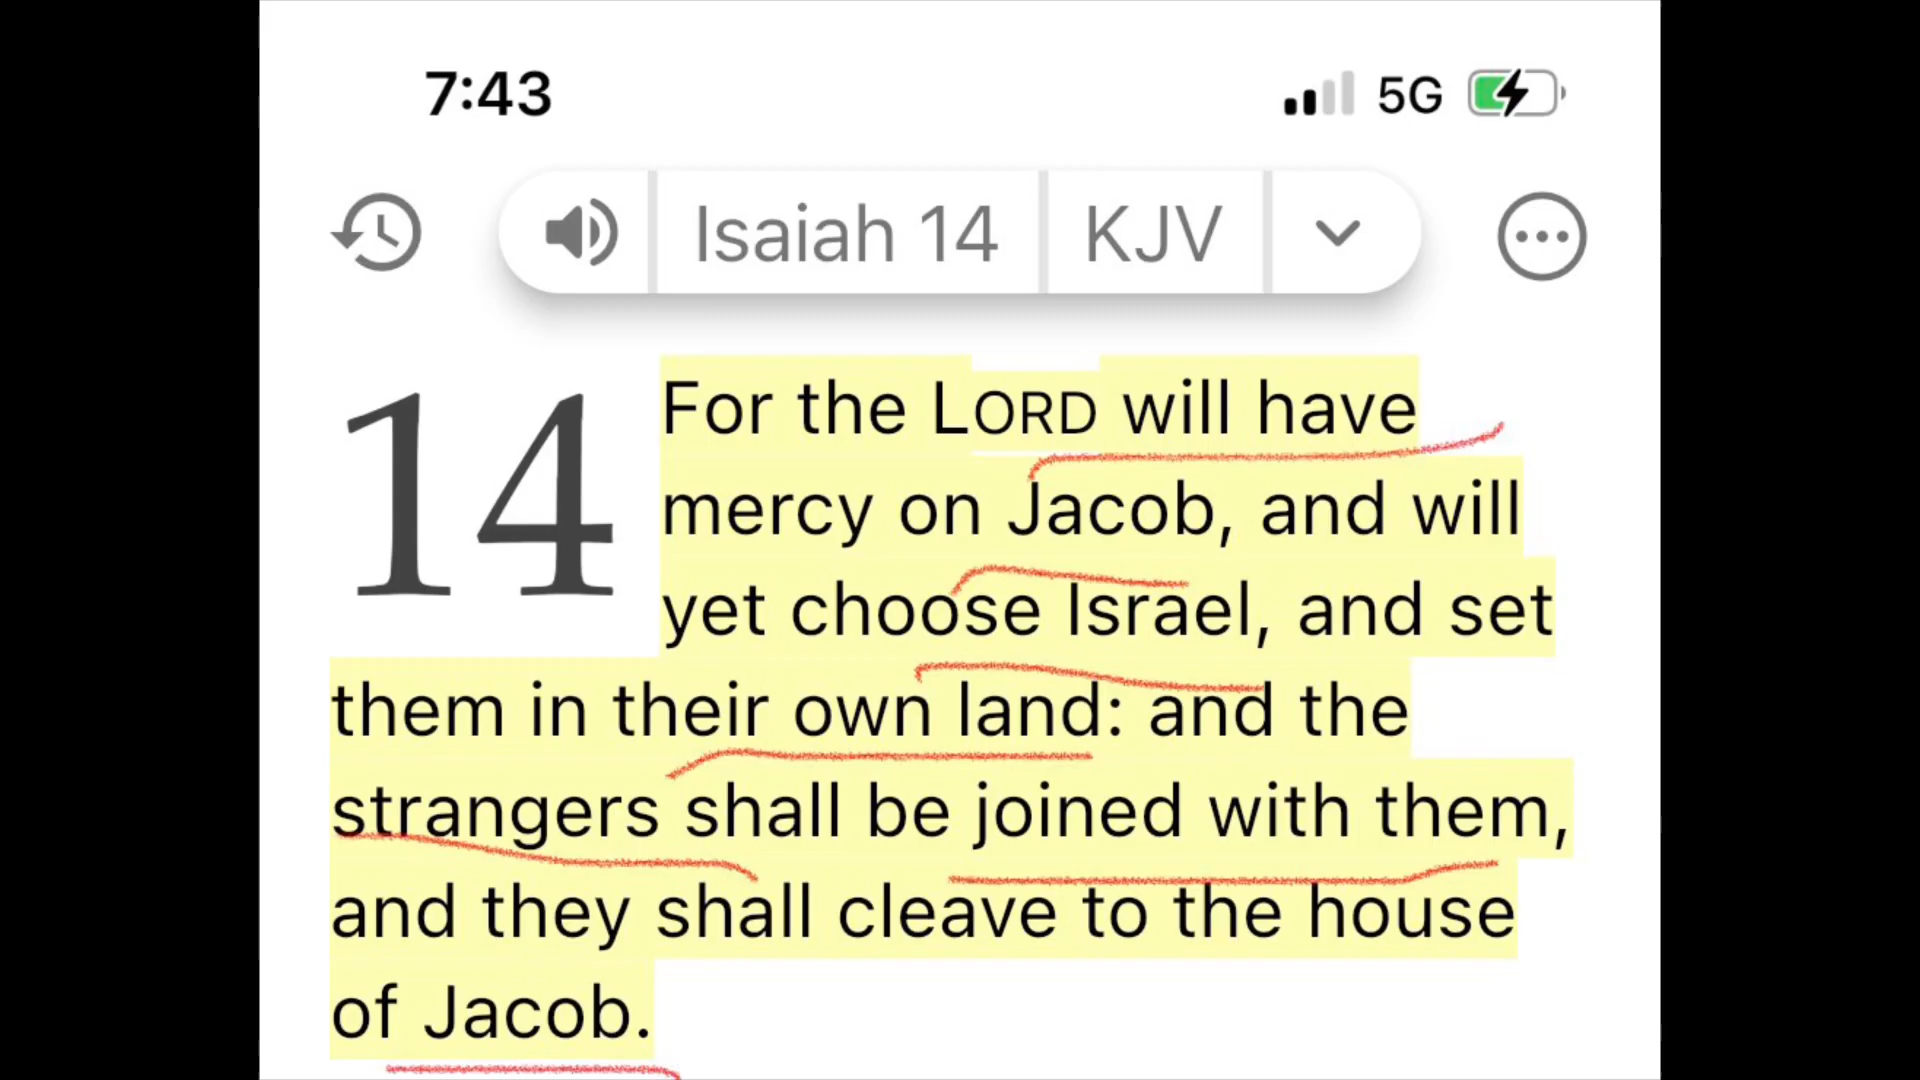 7:43 5G
Isaiah 14 KJV
14 For the LORD will have
mercy on Jacob, and will
yet choose Israel, and set
them in their own land: and the
strangers shall be joined with them,
and they shall cleave to the house
of Jacob.